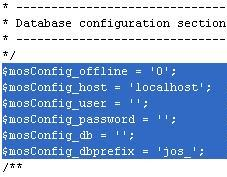 * ------------------------------
* Database configuration section
* ------------------------------
*/
$mosConfig_offline = '0';
$mosConfig_host = 'localhost';
$mosConfig_user = '';
$mosConfig_password = '';
$mosConfig_db = '';
$mosConfig_dbprefix = 'jos_';
/**